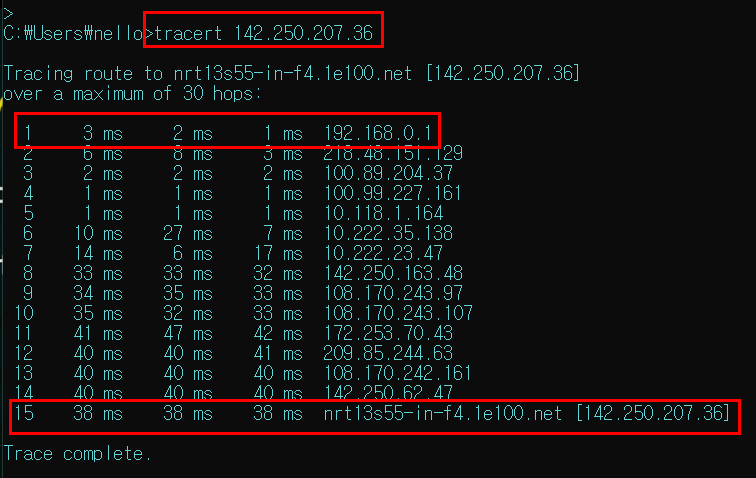 >
C:₩Users₩nello>tracert 142.250.207.36
Tracing route to nrt13s55-in-f4.1e100.net [142.250.207.36]
over a maximum of 30 hops:
1 3 ms 2 ms 1 ms 192.168.0.1
2 6 ms 8 ms 3 ms 218.48.151.129
3 2 ms 2 ms 2 ms 100.89.204.37
4 1 ms 1 ms 1 ms 100.99.227.161
5 1 ms 1 ms 1 ms 10.118.1.164
6 10 ms 27 ms 7 ms 10.222.35.138
7 14 ms 6 ms 17 ms 10.222.23.47
8 33 ms 33 ms 32 ms 142.250.163.48
9 34 ms 35 ms 33 ms 108.170.243.97
10 35 ms 32 ms 33 ms 108.170.243.107
11 41 ms 47 ms 42 ms 172.253.70.43
12 40 ms 40 ms 41 ms 209.85.244.63
13 40 ms 40 ms 40 ms 108.170.242.161
14 40 ms 40 ms 40 ms 142.250.62.47
15 38 ms 38 ms 38 ms nrt13s55-in-f4.1e100.net [142.250.207.36]
Trace complete.